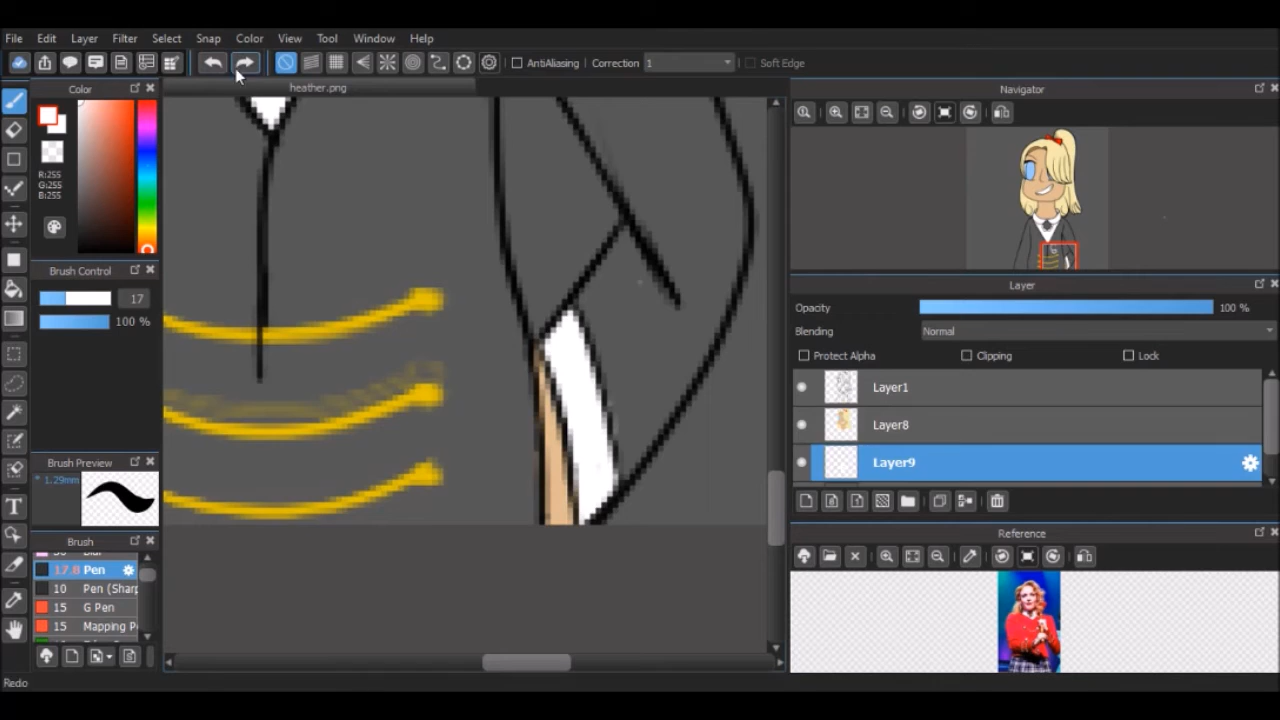 File Edit Layer Filter Select Snap Color View Tool Window Help
AntiAliasing Correction 1 Soft Edge
Color
heather.png
Navigator
R:255
G:255
B:255
Brush Control
17
100 %
Layer
Opacity 100 %
Blending Normal
Protect Alpha Clipping Lock
Layer1
Layer8
Layer9
Brush Preview
* 1.29mm
Brush
17.8 Pen
10 Pen (Sharp
15 G Pen
15 Mapping P
Reference
Redo